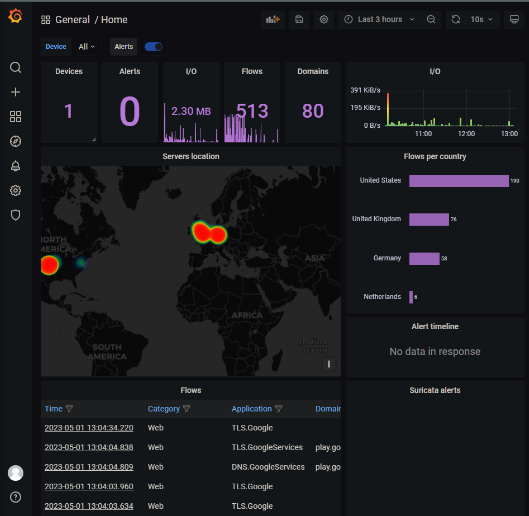 General / Home
Last 3 hours
10s
Device
All
Alerts
Devices
1
Alerts
0
I/O
2.30 MB
Flows
513
Domains
80
I/O
391 KiB/s
195 KiB/s
0 B/s
11:00
12:00
13:00
Servers location
NORTH
AMERICA
ASIA
AFRICA
SOUTH
AMERICA
Indian
Ocean
Flows per country
United States
190
United Kingdom
76
Germany
58
Netherlands
Alert timeline
No data in response
Flows
Time
Category
Application
Domain
2023-05-01 13:04:34.220
Web
TLS.Google
2023-05-01 13:04:04.838
Web
TLS.GoogleServices
play.go
2023-05-01 13:04:04.809
Web
DNS.GoogleServices
play.go
2023-05-01 13:04:03.960
Web
TLS.Google
2023-05-01 13:04:03.634
Web
TLS.Google
Suricata alerts